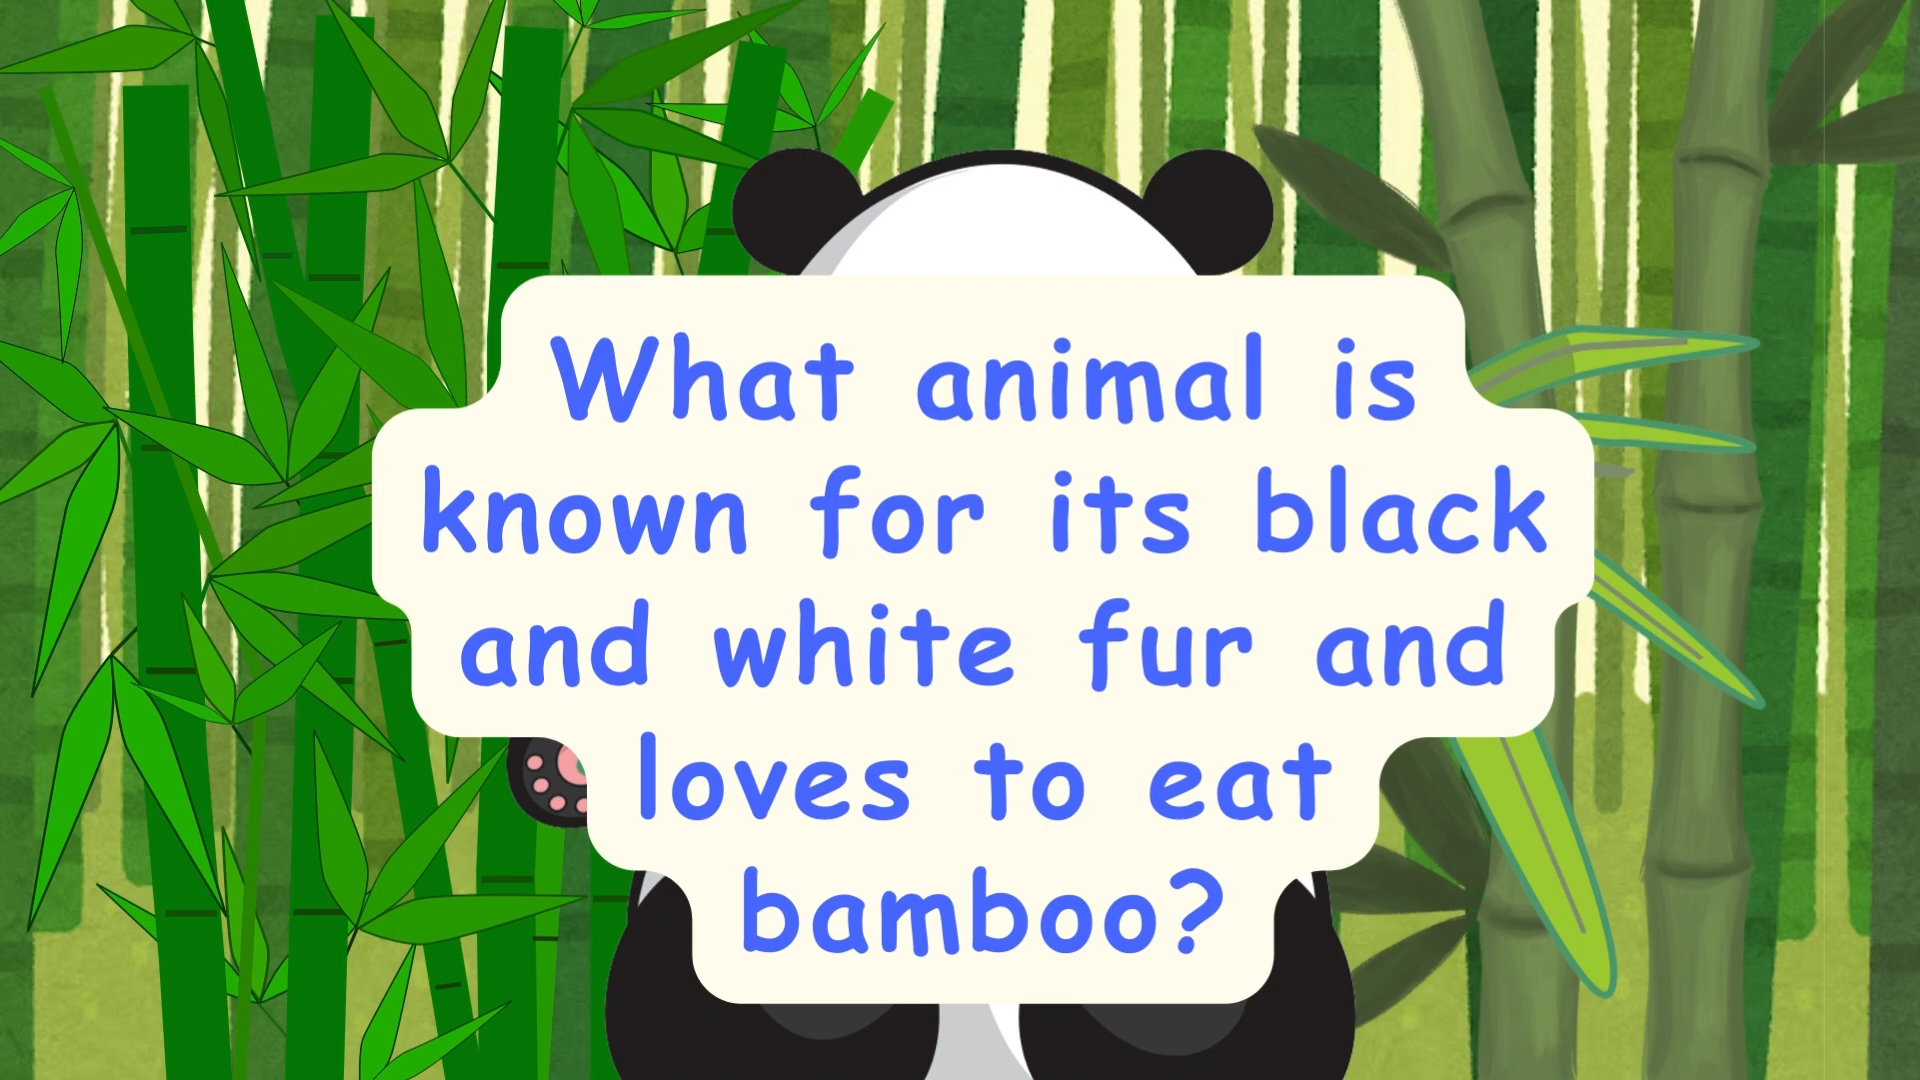 What animal is
known for its black
and white fur and
loves to eat
bamboo?